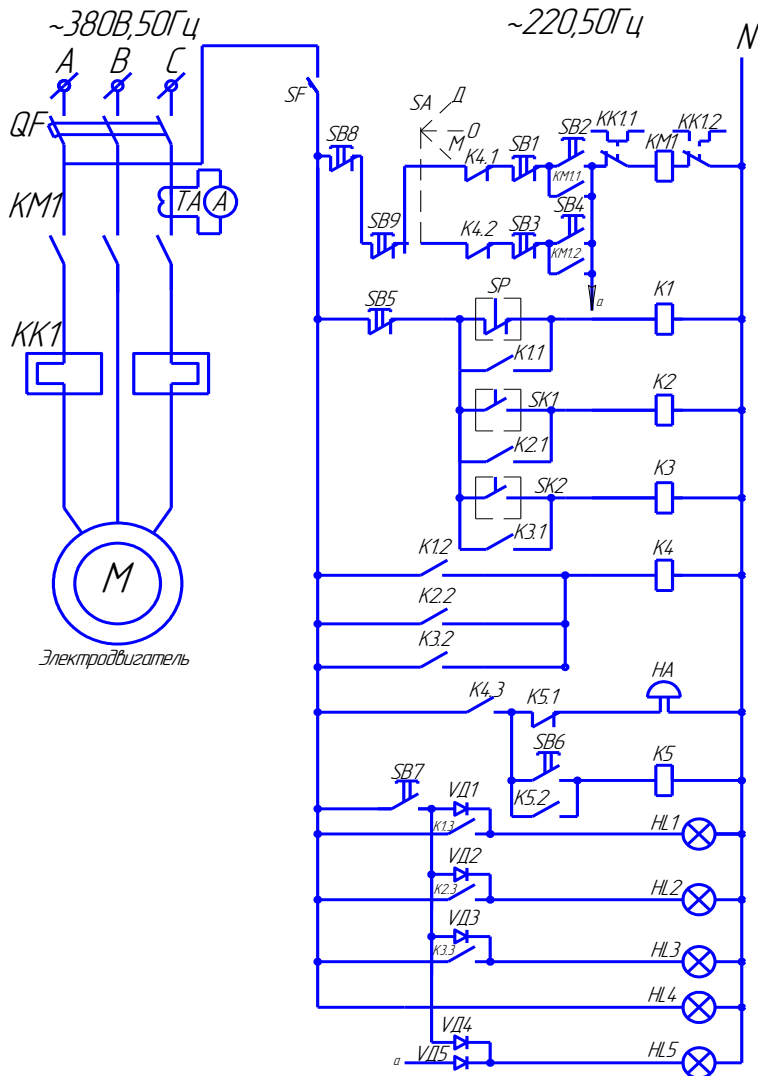 ~380В,50Гц
~220,50Гц
N
A
B
C
SF
SA
Д
О
М
QF
SB8
K4.1
SB1
SB2
KK1.1
KM1
KK1.2
KM1.1
KM1
TA
A
SB9
K4.2
SB3
SB4
KM1.2
a
SB5
SP
K1
KK1
K1.1
SK1
K2
K2.1
SK2
K3
K3.1
K1.2
K4
M
K2.2
K3.2
Электродвигатель
K4.3
K5.1
HA
SB6
K5
SB7
VД1
K5.2
K1.3
HL1
VД2
K2.3
HL2
VД3
K3.3
HL3
HL4
VД4
a
VД5
HL5